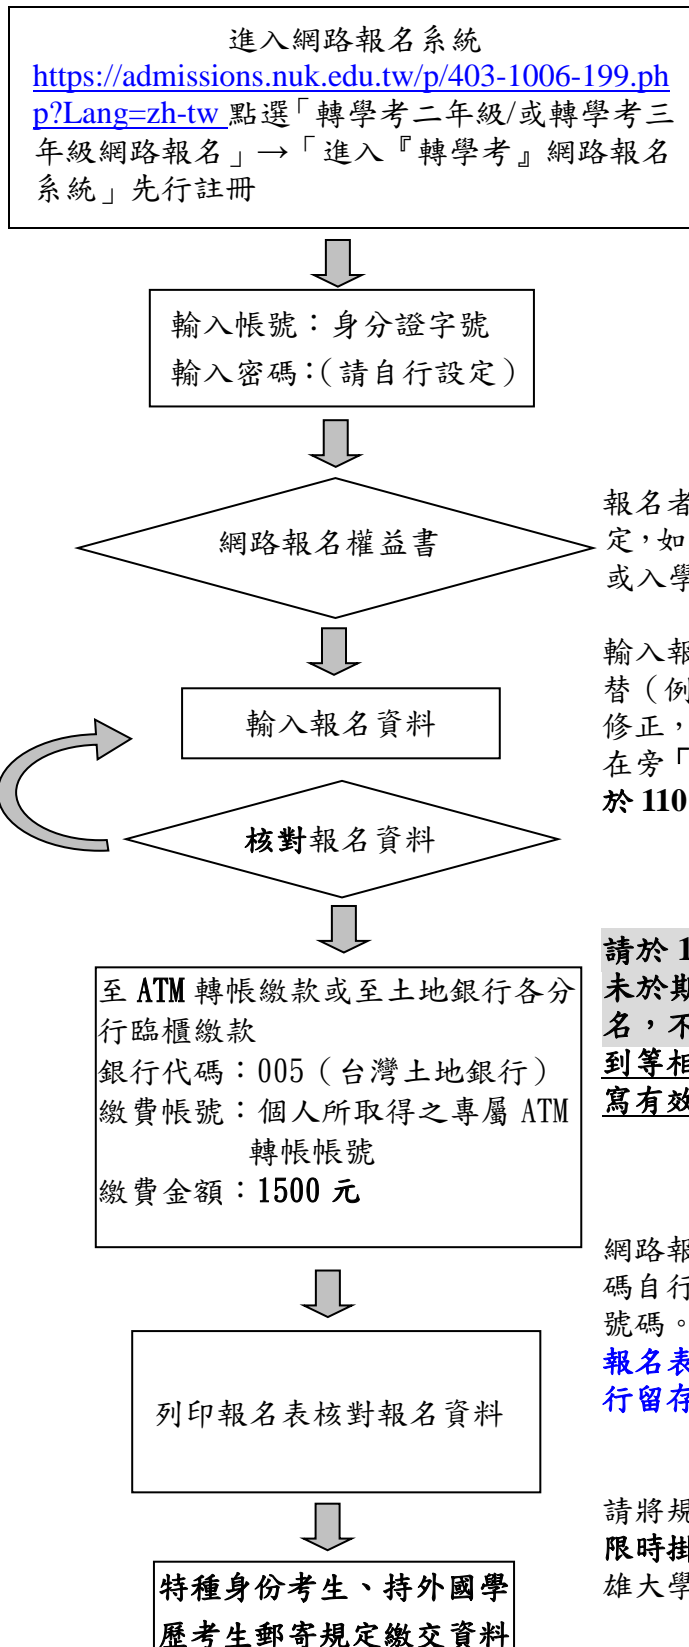 進入網路報名系統
https://admissions.nuk.edu.tw/p/403-1006-199.ph
p?Lang=zh-tw 點選「轉學考二年級/或轉學考三
年級網路報名」→「進入『轉學考』網路報名
系統」先行註冊
輸入帳號：身分證字號
輸入密碼：（請自行設定）
網路報名權益書
報名者
定，如
或入學
輸入報
替（例
修正，
在旁「
於 110
輸入報名資料
核對報名資料
請於 1
未於期
名，不
到等相
寫有效
至 ATM 轉帳繳款或至土地銀行各分
行臨櫃繳款
銀行代碼：005（台灣土地銀行）
繳費帳號：個人所取得之專屬 ATM
轉帳帳號
繳費金額：1500 元
網路報
碼自行
號碼。
報名表
行留存
列印報名表核對報名資料
請將規
限時掛
雄大學
特種身份考生、持外國學
歷考生郵寄規定繳交資料